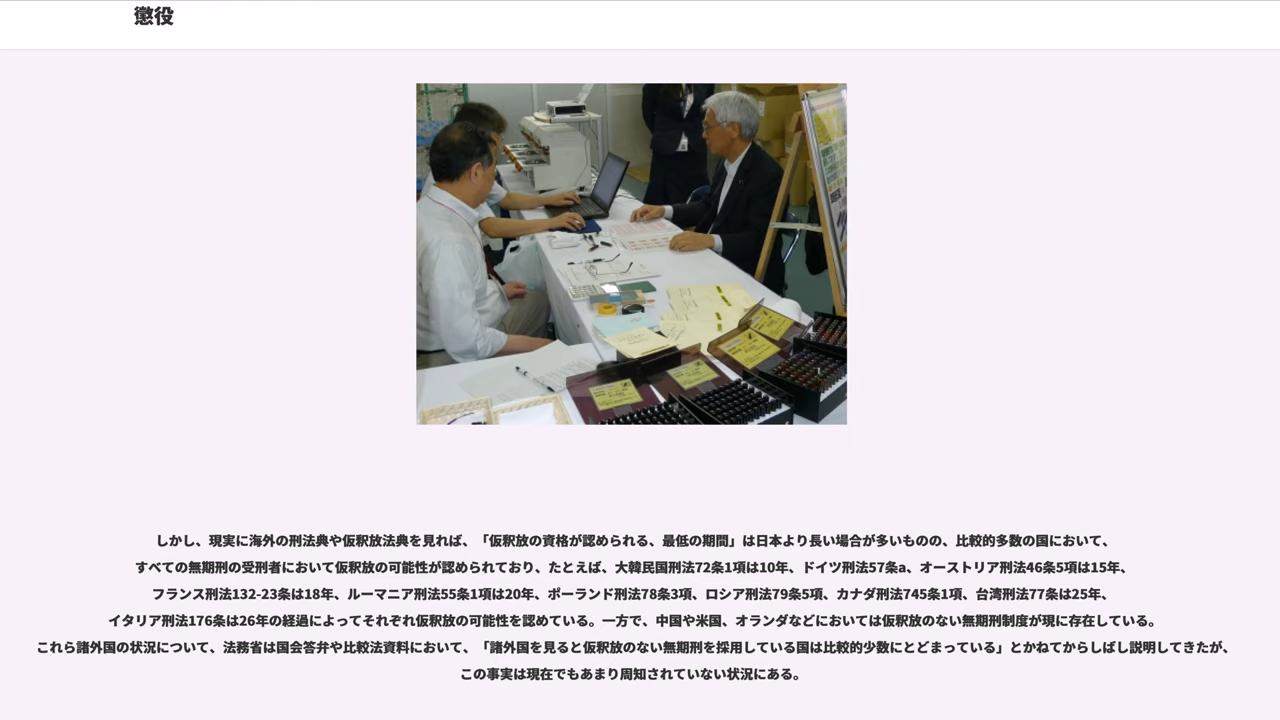 懲役
しかし、現実に海外の刑法典や仮釈放法典を見れば、「仮釈放の資格が認められる、最低の期間」は日本より長い場合が多いものの、比較的多数の国において、
すべての無期刑の受刑者において仮釈放の可能性が認められており、たとえば、大韓民国刑法72条1項は10年、ドイツ刑法57条a、オーストリア刑法46条5項は15年、
フランス刑法132-23条は18年、ルーマニア刑法55条1項は20年、ポーランド刑法78条3項、ロシア刑法79条5項、カナダ刑法745条1項、台湾刑法77条は25年、
イタリア刑法176条は26年の経過によってそれぞれ仮釈放の可能性を認めている。一方で、中国や米国、オランダなどにおいては仮釈放のない無期刑制度が現に存在している。
これら諸外国の状況について、法務省は国会答弁や比較法資料において、「諸外国を見ると仮釈放のない無期刑を採用している国は比較的少数にとどまっている」とかねてからしばし説明してきたが、
この事実は現在でもあまり周知されていない状況にある。